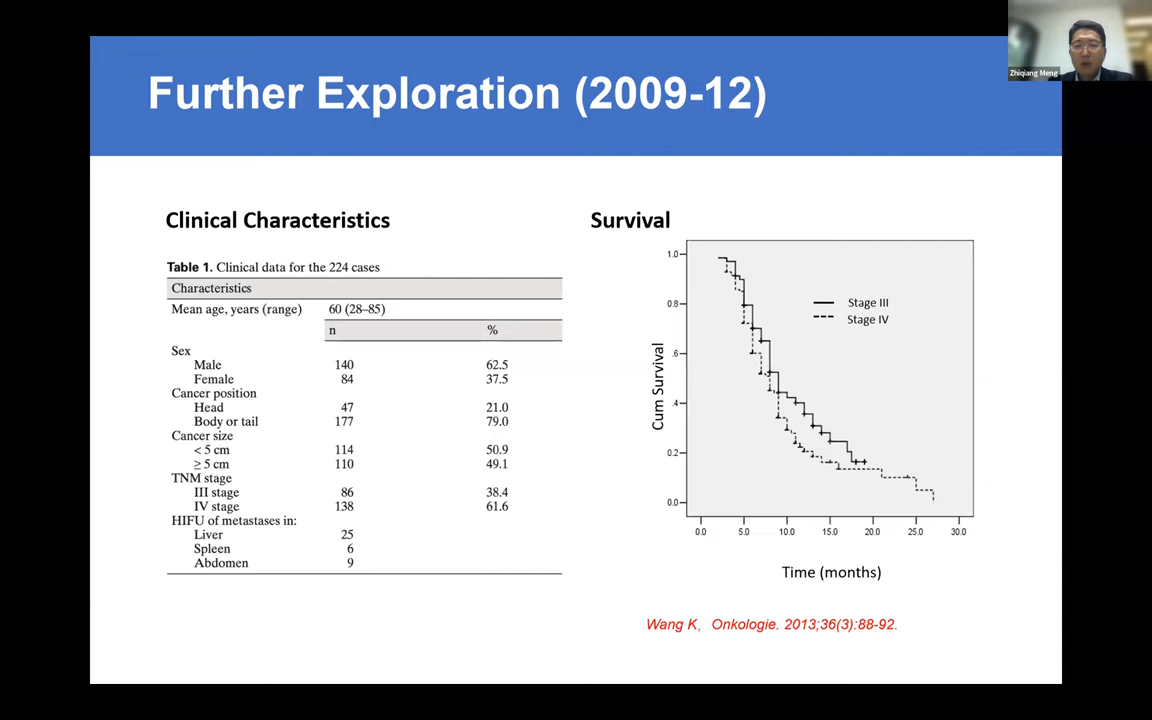 Zhiqiang Meng
Further Exploration (2009-12)
Clinical Characteristics
Table 1. Clinical data for the 224 cases
Characteristics
Mean age, years (range) 60 (28–85)
n %
Sex
Male 140 62.5
Female 84 37.5
Cancer position
Head 47 21.0
Body or tail 177 79.0
Cancer size
< 5 cm 114 50.9
≥ 5 cm 110 49.1
TNM stage
III stage 86 38.4
IV stage 138 61.6
HIFU of metastases in:
Liver 25
Spleen 6
Abdomen 9
Survival
Cum Survival
1.0
0.8
.6
.4
0.2
0.0
Stage III
Stage IV
0.0 5.0 10.0 15.0 20.0 25.0 30.0
Time (months)
Wang K, Onkologie. 2013;36(3):88-92.